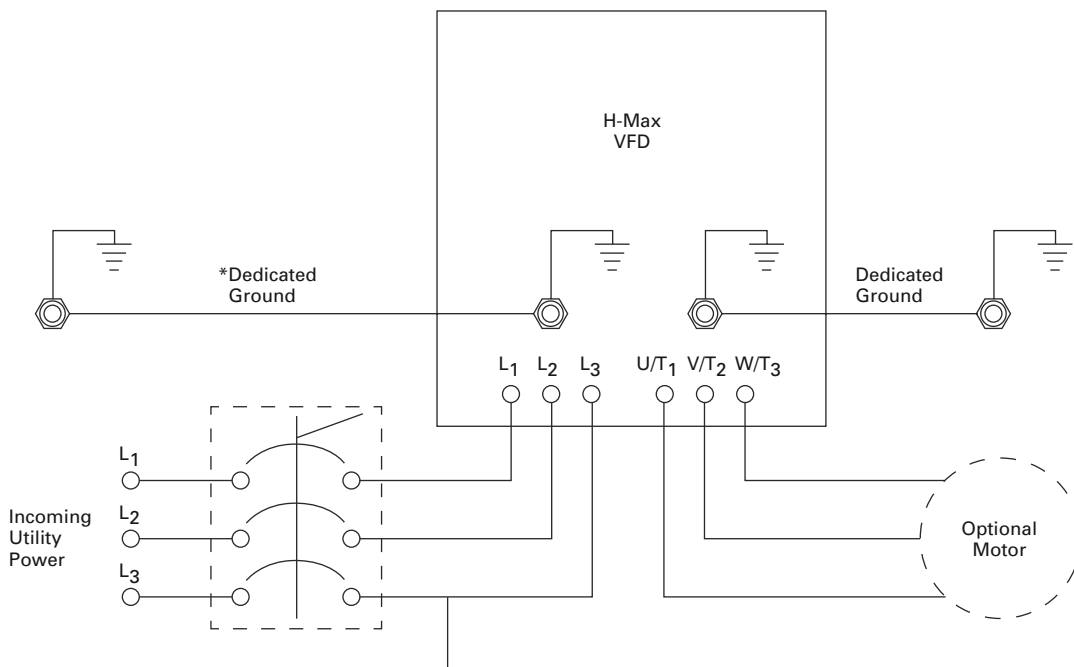 H-Max
VFD
*Dedicated
Ground
Dedicated
Ground
L1 L2 L3 U/T1 V/T2 W/T3
L1
L2
L3
Incoming
Utility
Power
Optional
Motor